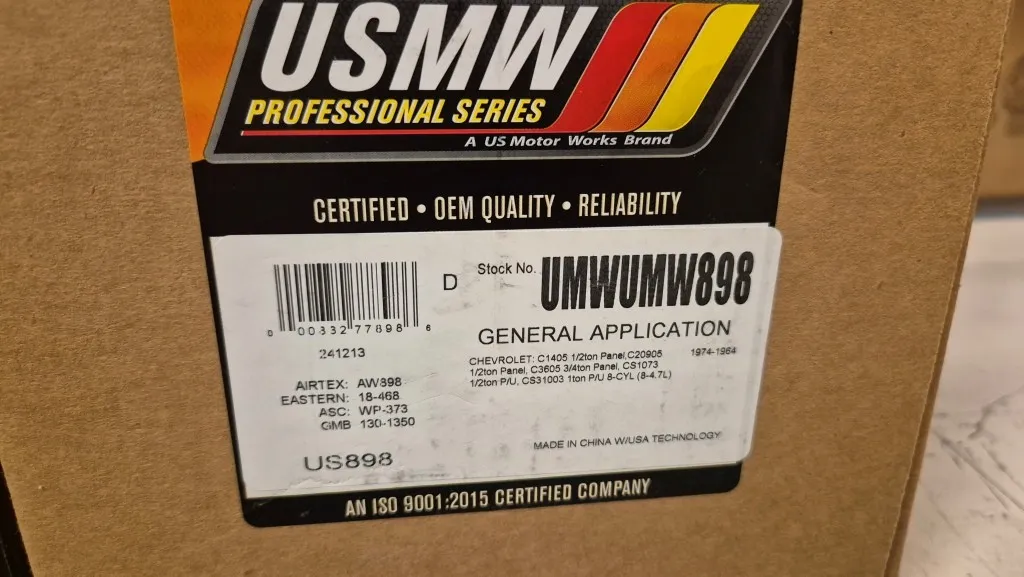 USMW
PROFESSIONAL SERIES
A US Motor Works Brand
CERTIFIED • OEM QUALITY • RELIABILITY
D
Stock No. UMWUMW898
0 00332 77898 6
241213
GENERAL APPLICATION
CHEVROLET: C1405 1/2ton Panel,C20905 1974-1964
1/2ton Panel, C3605 3/4ton Panel, CS1073
1/2ton P/U, CS31003 1ton P/U 8-CYL (8-4.7L)
AIRTEX: AW898
EASTERN: 18-468
ASC: WP-373
GMB 130-1350
MADE IN CHINA W/USA TECHNOLOGY
US898
AN ISO 9001:2015 CERTIFIED COMPANY